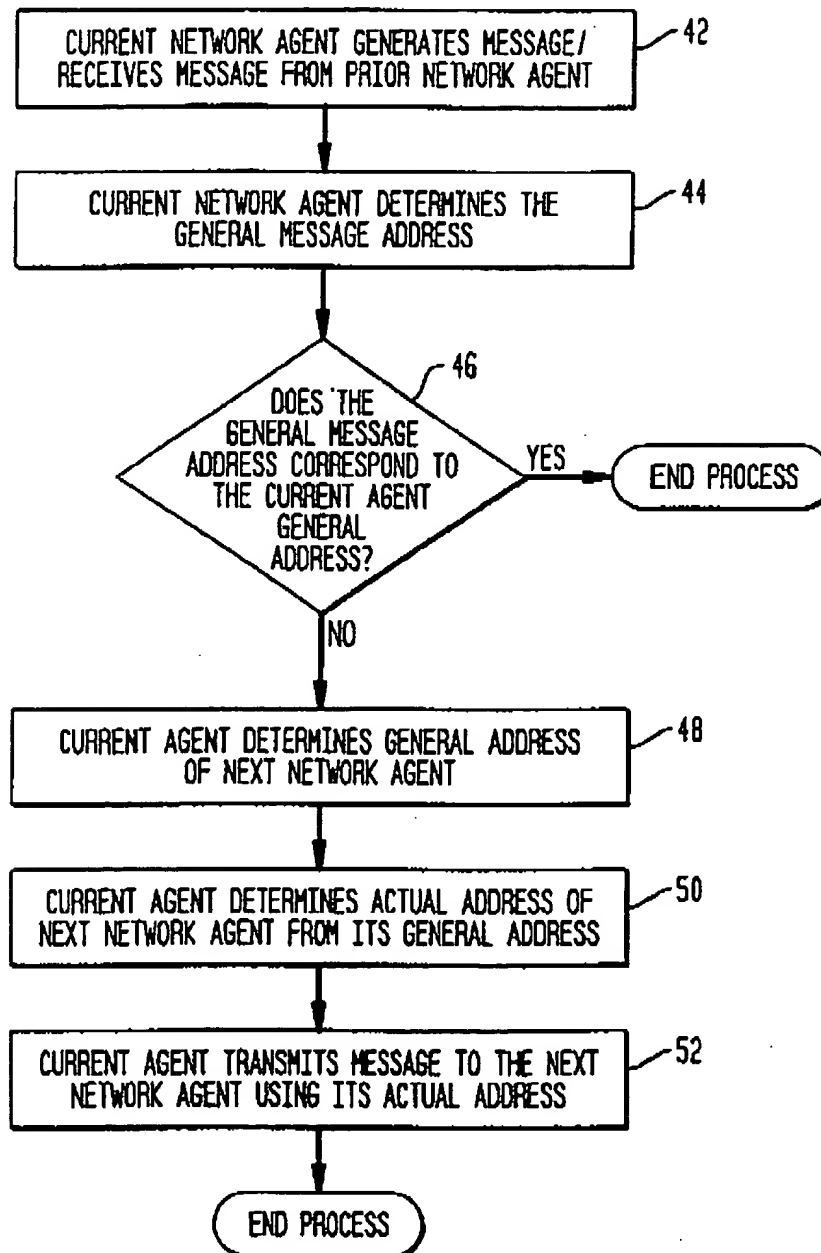 CURRENT NETWORK AGENT GENERATES MESSAGE/
RECEIVES MESSAGE FROM PRIOR NETWORK AGENT
42
CURRENT NETWORK AGENT DETERMINES THE
GENERAL MESSAGE ADDRESS
44
46
DOES THE
GENERAL MESSAGE
ADDRESS CORRESPOND TO
THE CURRENT AGENT
GENERAL
ADDRESS?
YES
END PROCESS
NO
CURRENT AGENT DETERMINES GENERAL ADDRESS
OF NEXT NETWORK AGENT
48
CURRENT AGENT DETERMINES ACTUAL ADDRESS OF
NEXT NETWORK AGENT FROM ITS GENERAL ADDRESS
50
CURRENT AGENT TRANSMITS MESSAGE TO THE NEXT
NETWORK AGENT USING ITS ACTUAL ADDRESS
52
END PROCESS